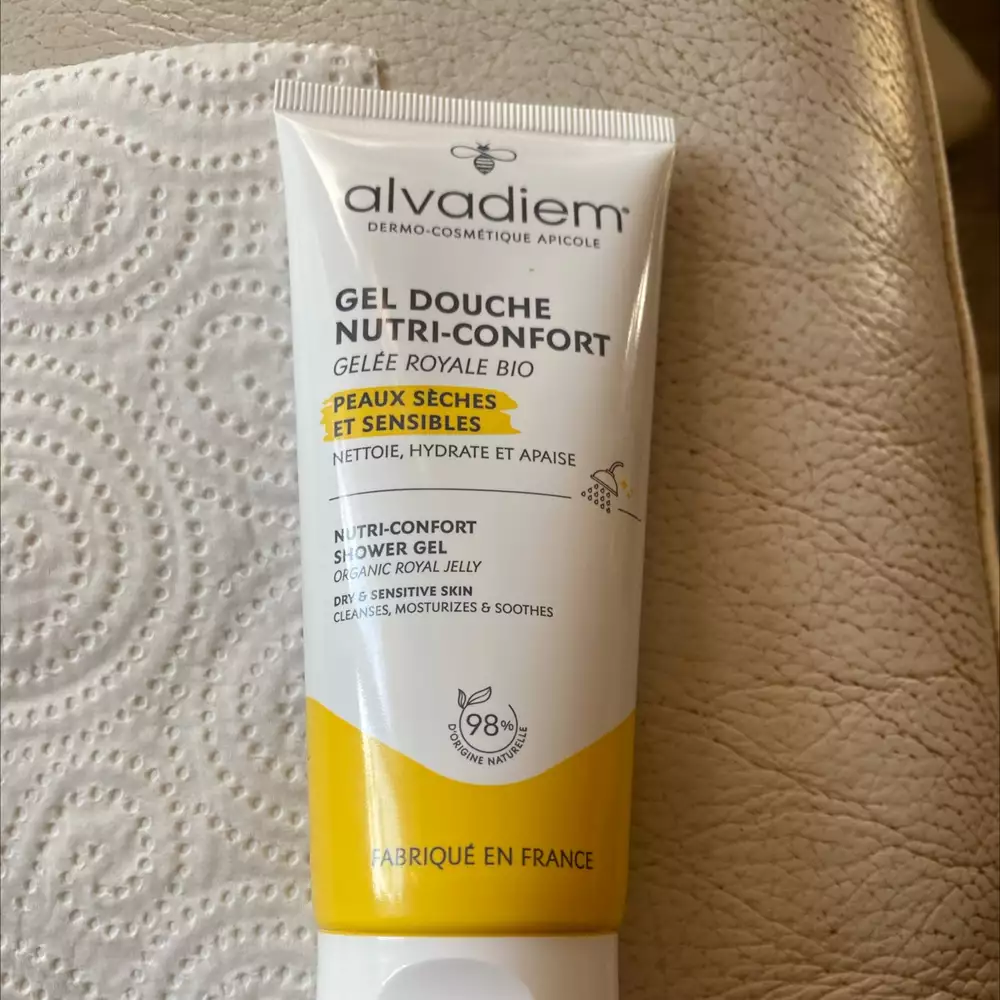 alvadiem
DERMO-COSMÉTIQUE APICOLE
GEL DOUCHE
NUTRI-CONFORT
GELÉE ROYALE BIO
PEAUX SÈCHES
ET SENSIBLES
NETTOIE, HYDRATE ET APAISE
NUTRI-CONFORT
SHOWER GEL
ORGANIC ROYAL JELLY
DRY & SENSITIVE SKIN
CLEANSES, MOSTURIZES & SOOTHES
98%
D'ORIGINE NATURELLE
FABRIQUÉ EN FRANCE